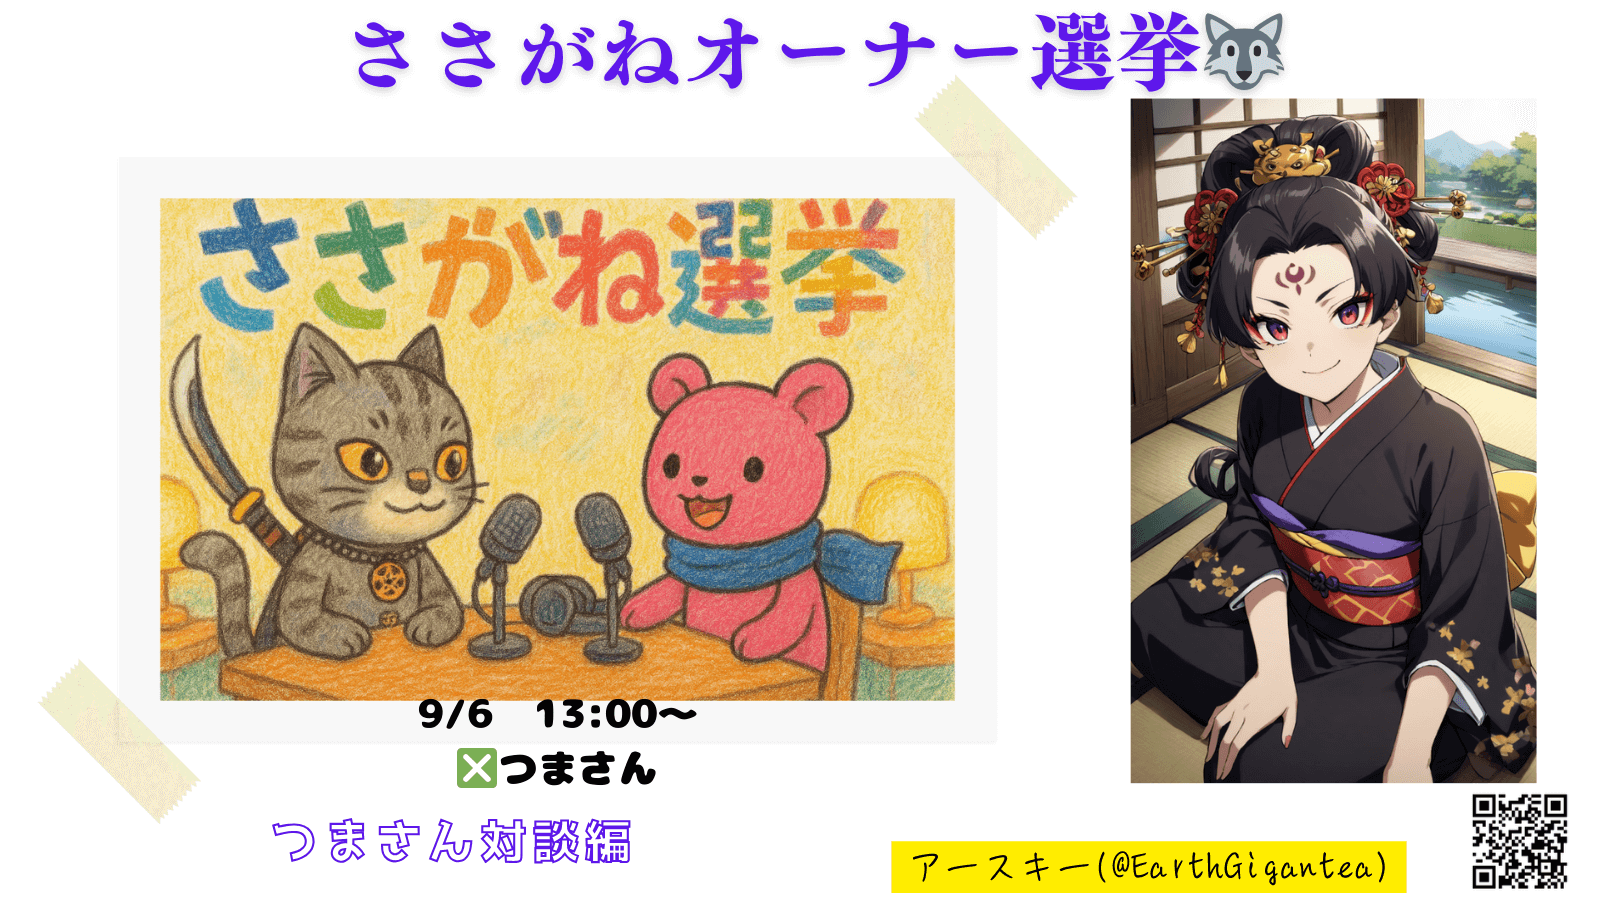 ささがねオーナー選挙🐺
ささがね選挙
9/6　13:00〜
❎つまさん
つまさん対談編
アースキー(@EarthGigantea)